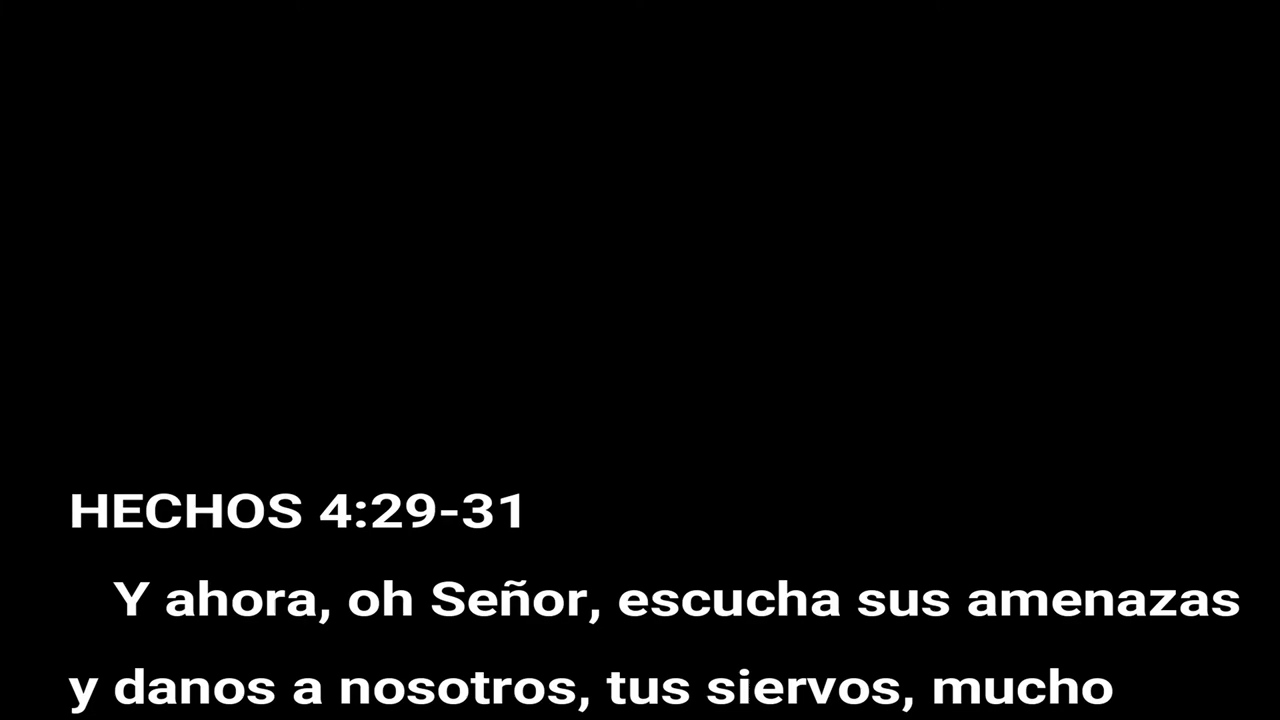 HECHOS 4:29-31
Y ahora, oh Señor, escucha sus amenazas
y danos a nosotros, tus siervos, mucho